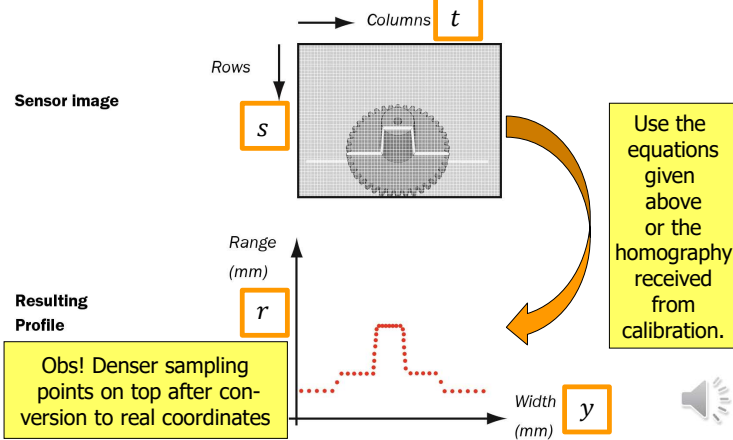 Columns t
Rows
Sensor image
s
Use the
equations
given
above
or the
homography
received
from
calibration.
Range
(mm)
Resulting
Profile
r
Obs! Denser sampling
points on top after con-
version to real coordinates
Width
(mm)
y